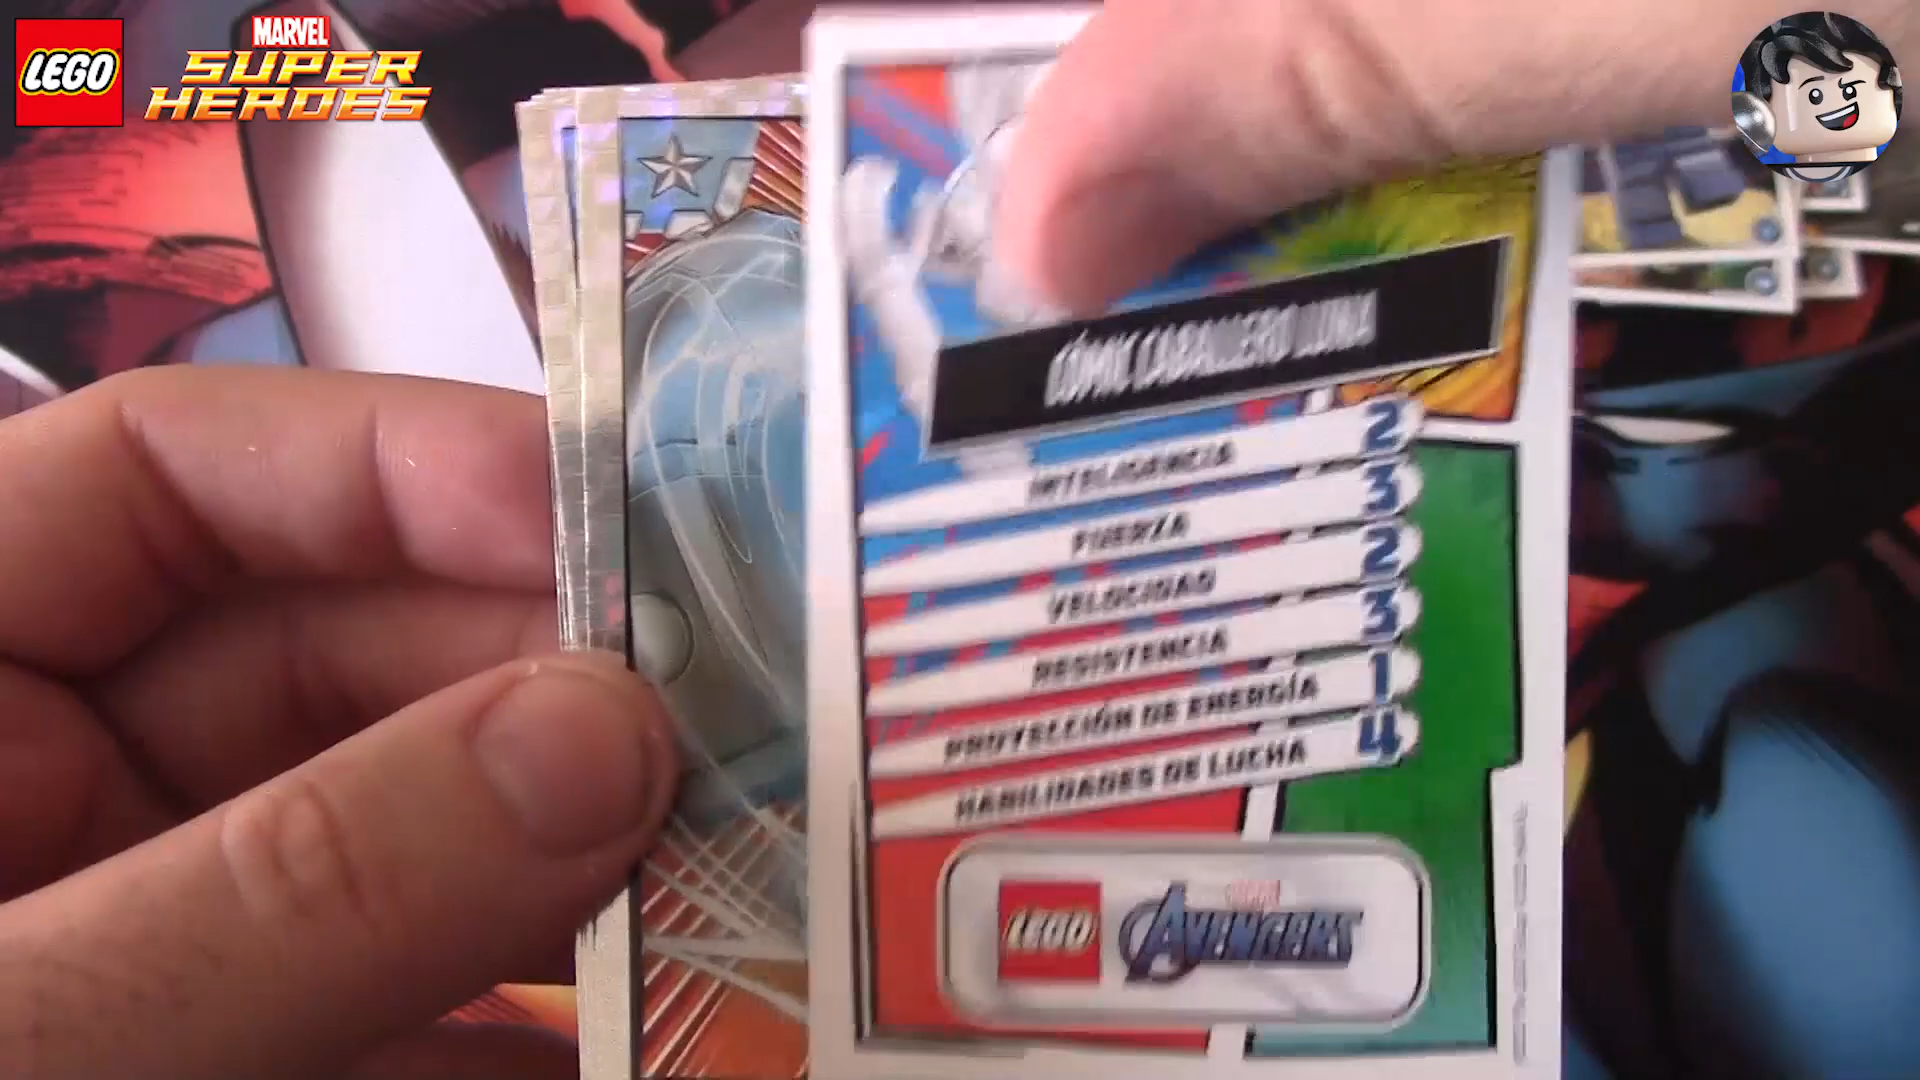 LEGO
MARVEL
SUPER
HEROES
CÓMIC CABALLERO LUNA
INTELIGENCIA 2
FUERZA 3
VELOCIDAD 2
RESISTENCIA 3
PROYECCIÓN DE ENERGÍA 1
HABILIDADES DE LUCHA 4
LEGO
MARVEL
AVENGERS